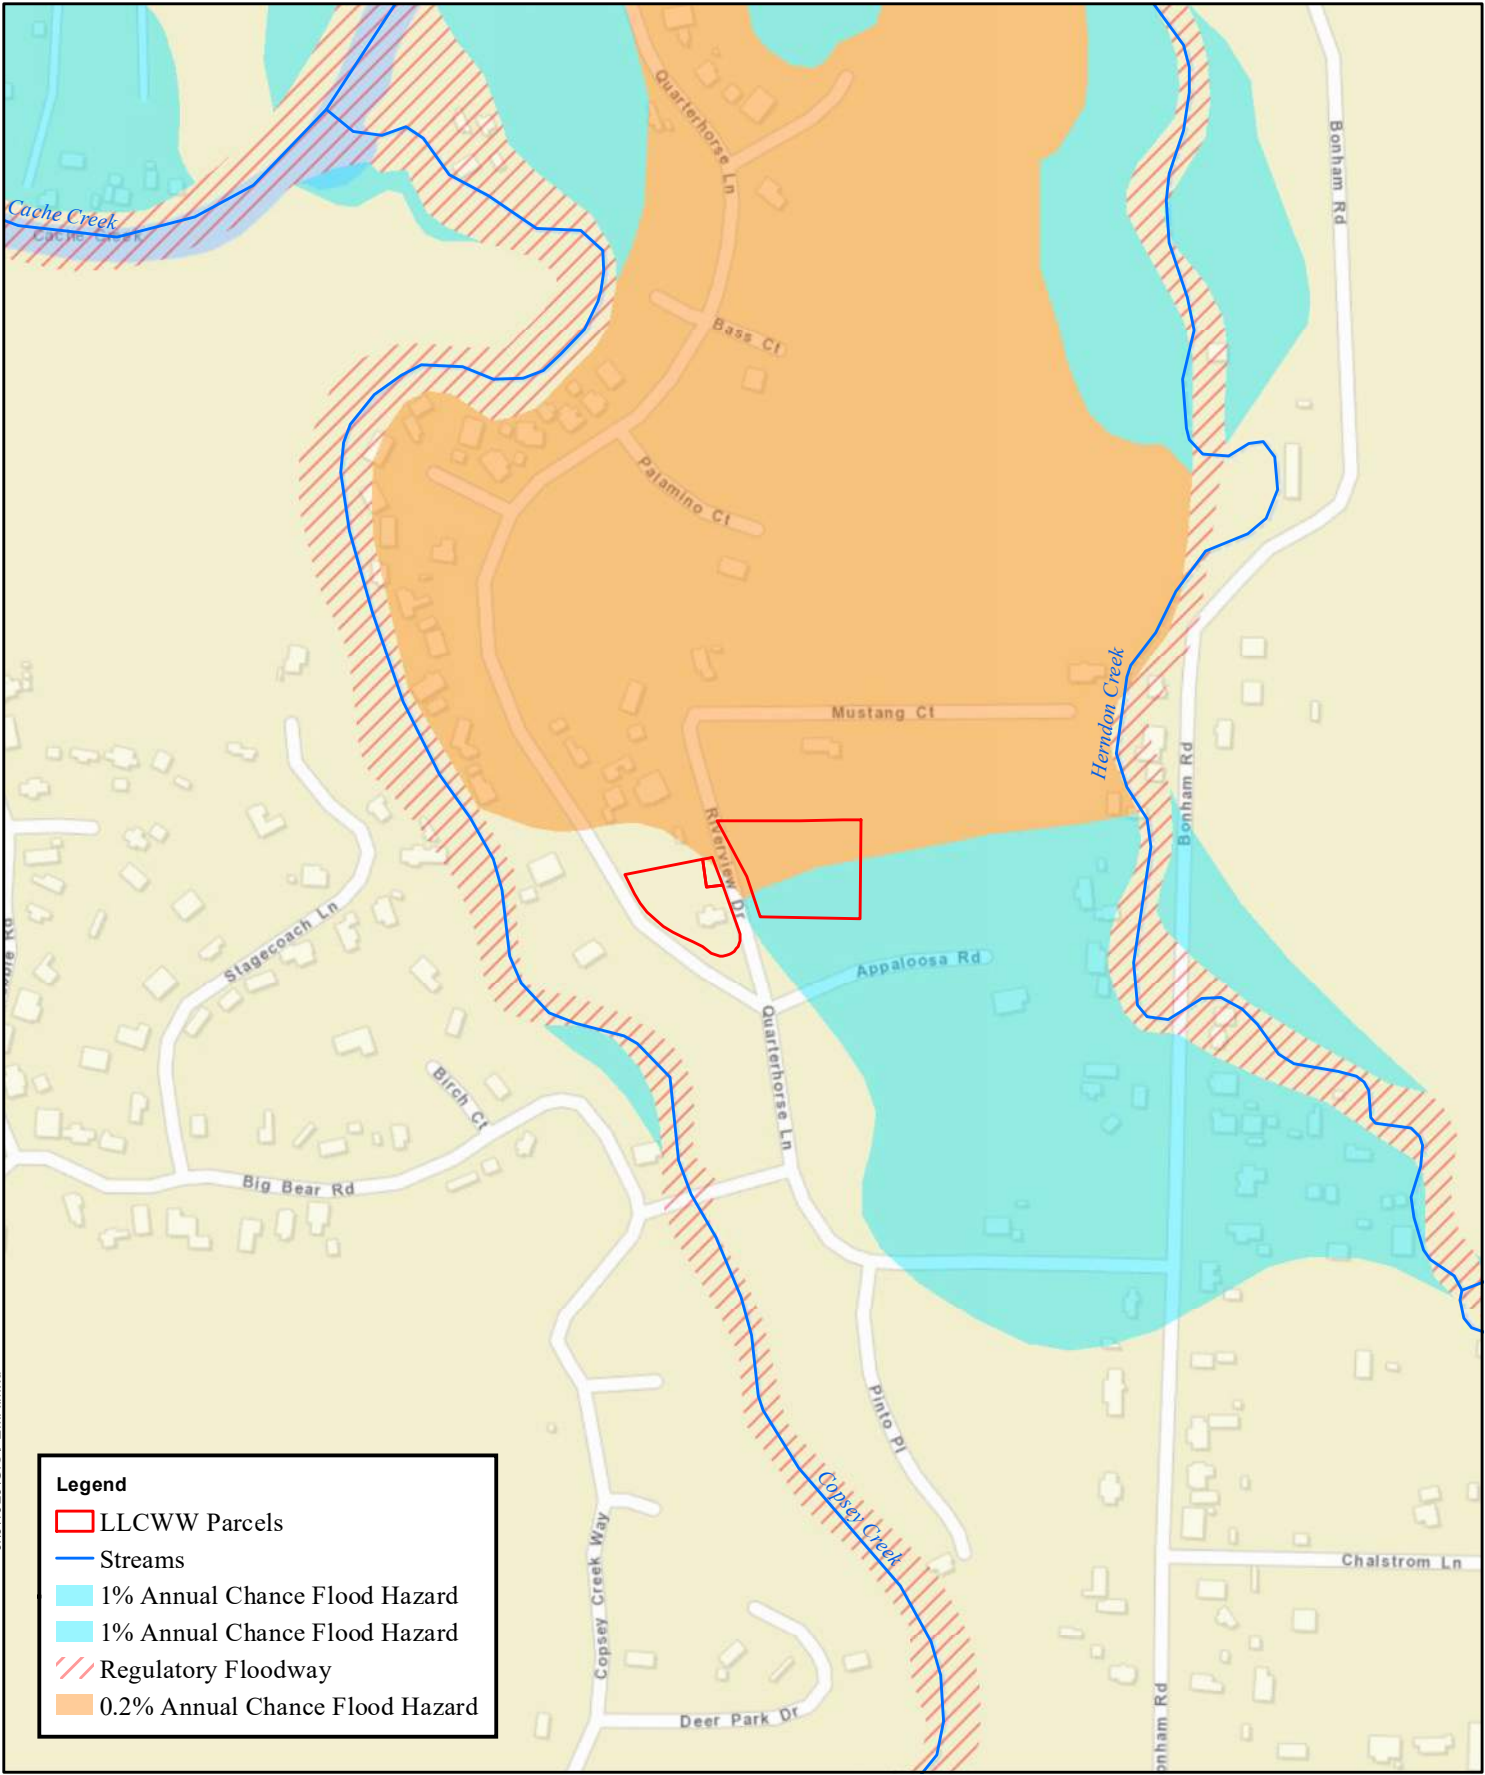 Quarterhorse Ln
Bonham Rd
Cache Creek
Cache Creek
Bass Ct
Palamino Ct
Herndon Creek
Mustang Ct
Bonham Rd
Riverview Dr
Stagecoach Ln
Appaloosa Rd
Quarterhorse Ln
Birch Ct
Big Bear Rd
Pinto Pl
Copsey Creek
Copsey Creek Way
Chalstrom Ln
Deer Park Dr
Legend
LLCWW Parcels
Streams
1% Annual Chance Flood Hazard
1% Annual Chance Flood Hazard
Regulatory Floodway
0.2% Annual Chance Flood Hazard